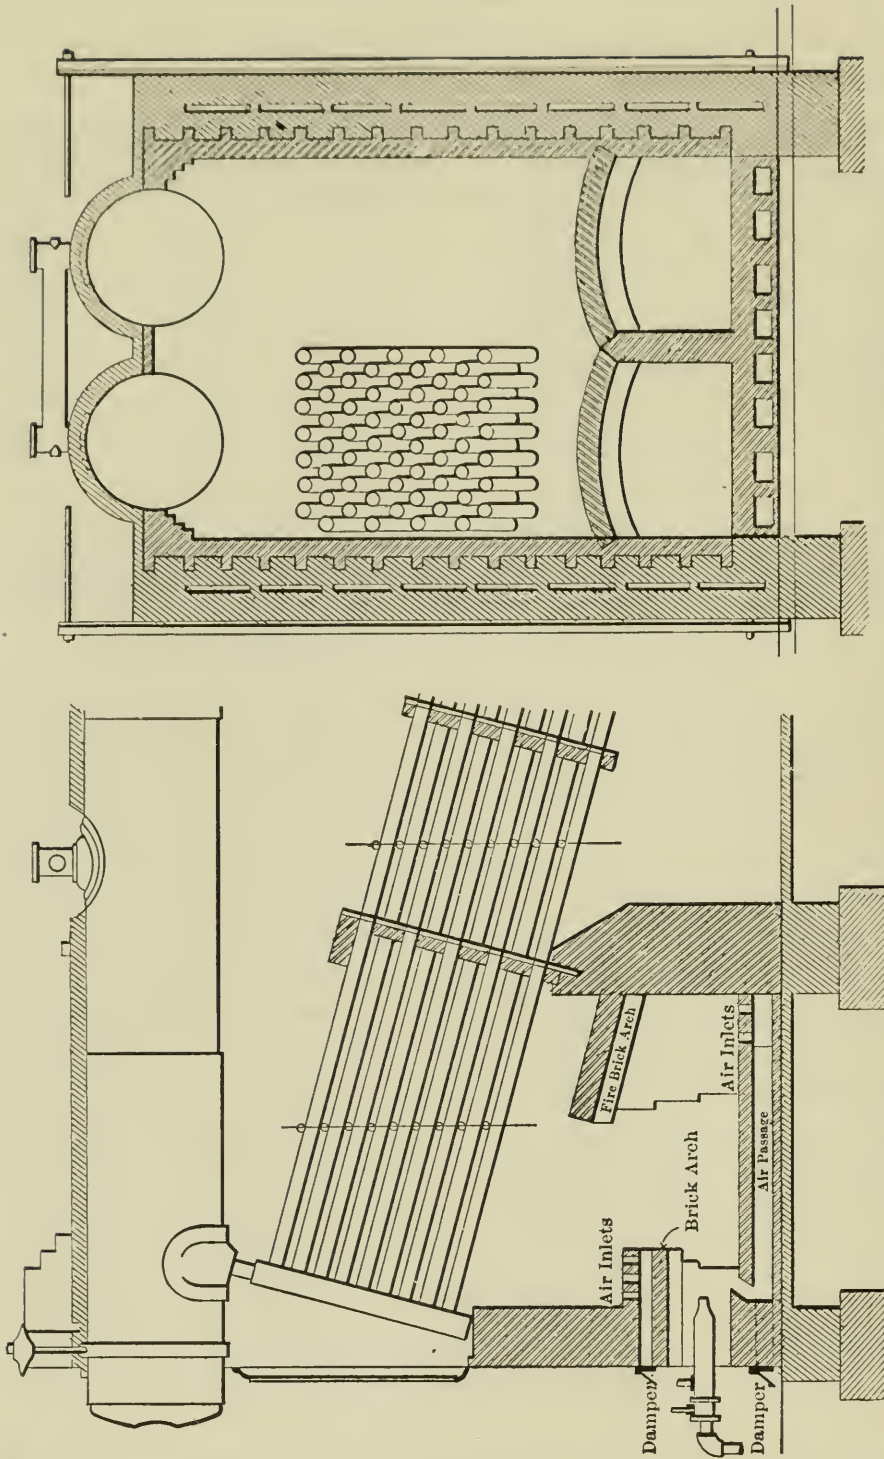 Fire Brick Arch
Air Inlets
Air Passage
Air Inlets
Brick Arch
Damper
Damper